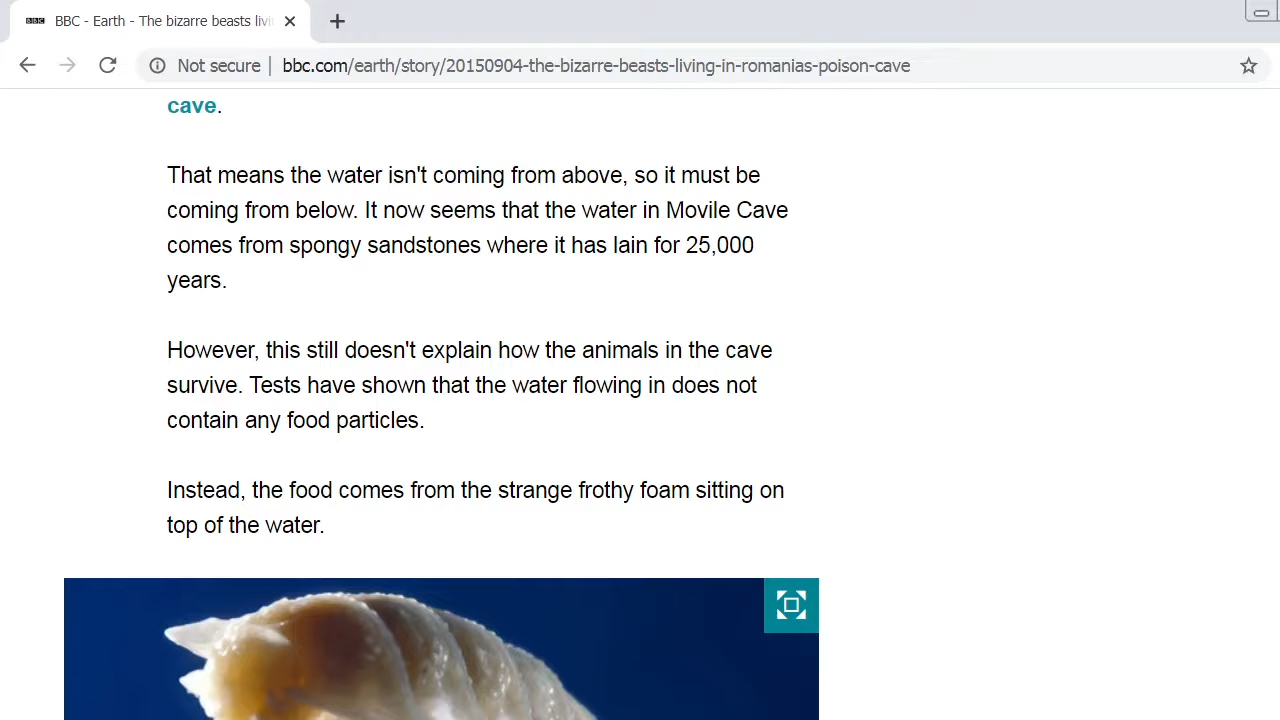 BBC BBC - Earth - The bizarre beasts livi
Not secure | bbc.com/earth/story/20150904-the-bizarre-beasts-living-in-romanias-poison-cave
cave.
That means the water isn't coming from above, so it must be
coming from below. It now seems that the water in Movile Cave
comes from spongy sandstones where it has lain for 25,000
years.
However, this still doesn't explain how the animals in the cave
survive. Tests have shown that the water flowing in does not
contain any food particles.
Instead, the food comes from the strange frothy foam sitting on
top of the water.